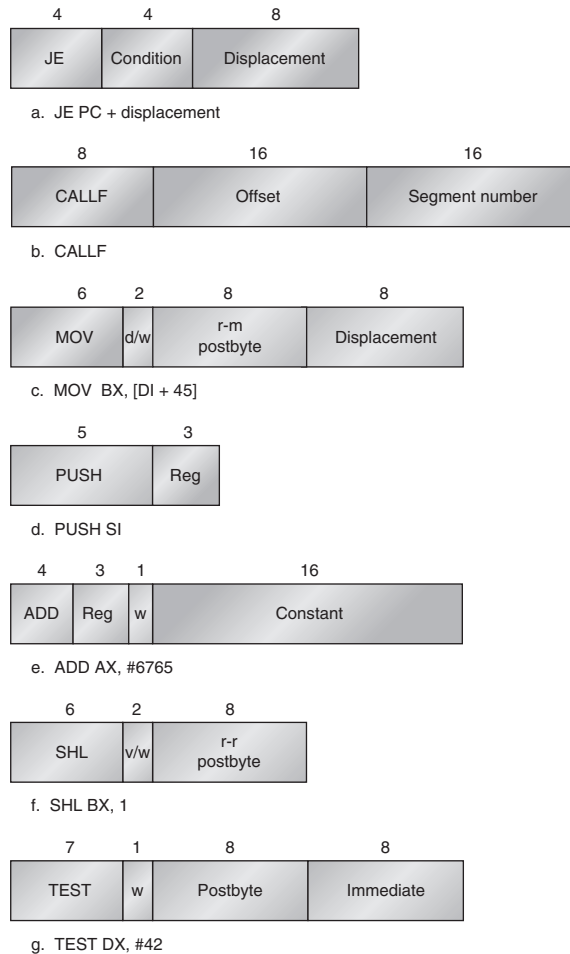 4 4 8
JE Condition Displacement
a. JE PC + displacement
8 16 16
CALLF Offset Segment number
b. CALLF
6 2 8 8
MOV d/w r-m postbyte Displacement
c. MOV BX, [DI + 45]
5 3
PUSH Reg
d. PUSH SI
4 3 1 16
ADD Reg w Constant
e. ADD AX, #6765
6 2 8
SHL v/w r-r postbyte
f. SHL BX, 1
7 1 8 8
TEST w Postbyte Immediate
g. TEST DX, #42